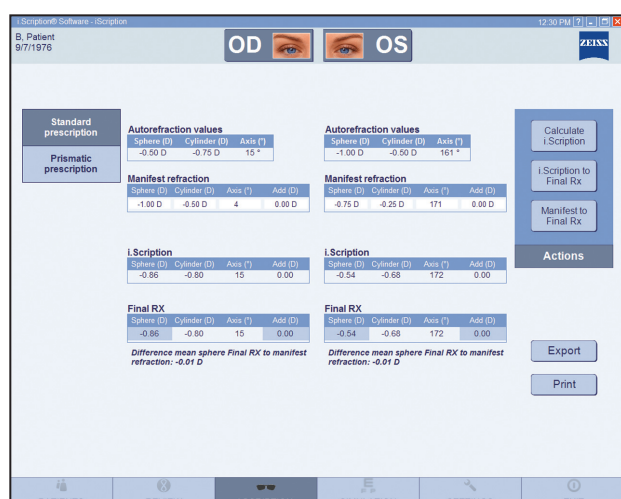 i.Scription® Software - iScription 12:30 PM ?
B, Patient
9/7/1976
OD OS
ZEISS
Standard prescription
Prismatic prescription
Autorefraction values
Sphere (D) Cylinder (D) Axis (°)
-0.50 D -0.75 D 15 °
Manifest refraction
Sphere (D) Cylinder (D) Axis (°) Add (D)
-1.00 D -0.50 D 4 0.00 D
i.Scription
Sphere (D) Cylinder (D) Axis (°) Add (D)
-0.86 -0.80 15 0.00
Final RX
Sphere (D) Cylinder (D) Axis (°) Add (D)
-0.86 -0.80 15 0.00
Difference mean sphere Final RX to manifest
refraction: -0.01 D
Autorefraction values
Sphere (D) Cylinder (D) Axis (°)
-1.00 D -0.50 D 161 °
Manifest refraction
Sphere (D) Cylinder (D) Axis (°) Add (D)
-0.75 D -0.25 D 171 0.00 D
i.Scription
Sphere (D) Cylinder (D) Axis (°) Add (D)
-0.54 -0.68 172 0.00
Final RX
Sphere (D) Cylinder (D) Axis (°) Add (D)
-0.54 -0.68 172 0.00
Difference mean sphere Final RX to manifest
refraction: -0.01 D
Calculate
i.Scription
i.Scription to
Final Rx
Manifest to
Final Rx
Actions
Export
Print